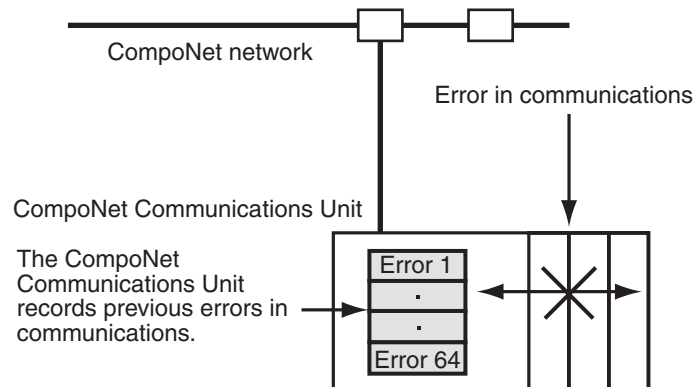 CompoNet network
Error in communications
CompoNet Communications Unit
The CompoNet
Communications Unit
records previous errors in
communications.
Error 1
.
.
Error 64